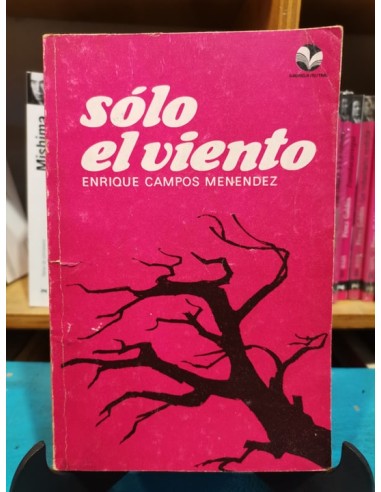 sólo
el viento
ENRIQUE CAMPOS MENENDEZ
Mishima